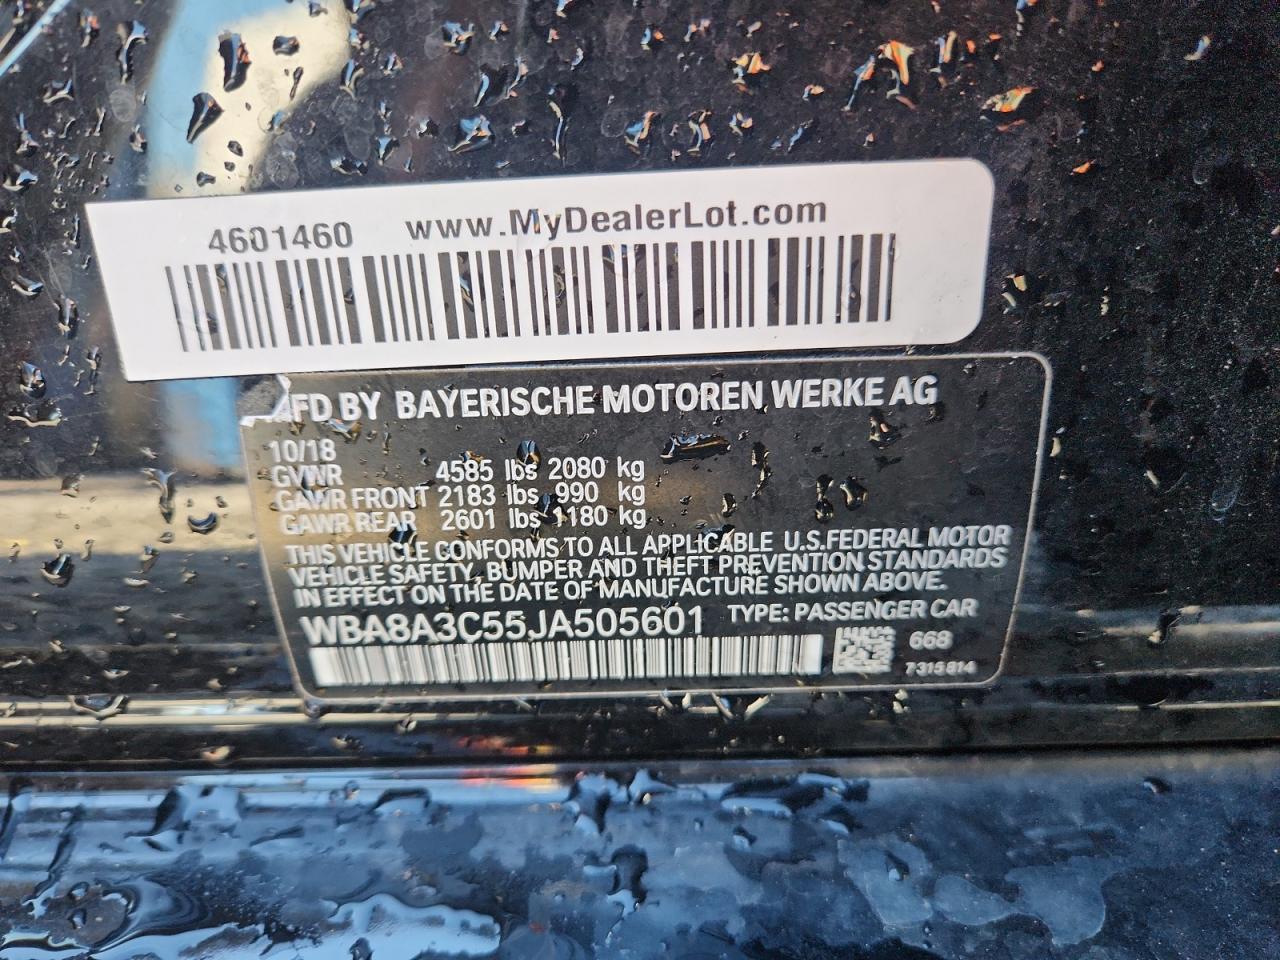 4601460 www.MyDealerLot.com
MFD BY BAYERISCHE MOTOREN WERKE AG
10/18
GVWR 4585 lbs 2080 kg
GAWR FRONT 2183 lbs 990 kg
GAWR REAR 2601 lbs 1180 kg
THIS VEHICLE CONFORMS TO ALL APPLICABLE U.S.FEDERAL MOTOR
VEHICLE SAFETY, BUMPER AND THEFT PREVENTION STANDARDS
IN EFFECT ON THE DATE OF MANUFACTURE SHOWN ABOVE.
WBA8A3C55JA505601 TYPE: PASSENGER CAR
668
7315814